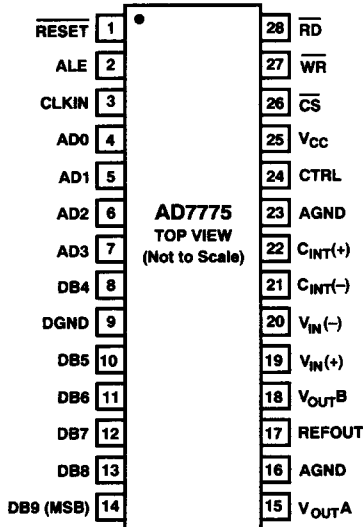 RESET 1
ALE 2
CLKIN 3
AD0 4
AD1 5
AD2 6
AD3 7
DB4 8
DGND 9
DB5 10
DB6 11
DB7 12
DB8 13
DB9 (MSB) 14
AD7775
TOP VIEW
(Not to Scale)
28 RD
27 WR
26 CS
25 VCC
24 CTRL
23 AGND
22 CINT(+)
21 CINT(–)
20 VIN(–)
19 VIN(+)
18 VOUTB
17 REFOUT
16 AGND
15 VOUTA